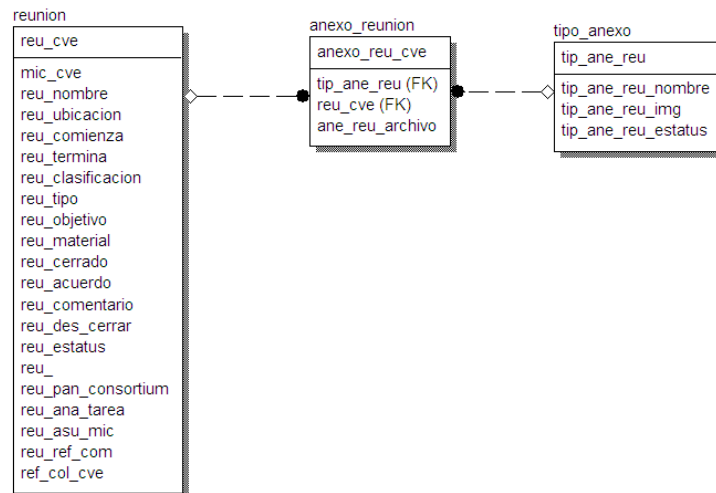 reunion
reu_cve
mic_cve
reu_nombre
reu_ubicacion
reu_comienza
reu_termina
reu_clasificacion
reu_tipo
reu_objetivo
reu_material
reu_cerrado
reu_acuerdo
reu_comentario
reu_des_cerrar
reu_estatus
reu_
reu_pan_consortium
reu_ana_tarea
reu_asu_mic
reu_ref_com
ref_col_cve
anexo_reunion
anexo_reu_cve
tip_ane_reu (FK)
reu_cve (FK)
ane_reu_archivo
tipo_anexo
tip_ane_reu
tip_ane_reu_nombre
tip_ane_reu_img
tip_ane_reu_estatus